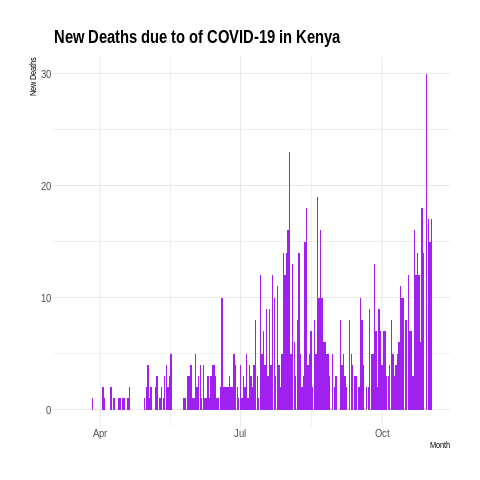 New Deaths due to of COVID-19 in Kenya
New Deaths
30
20
10
0
Apr
Jul
Oct
Month